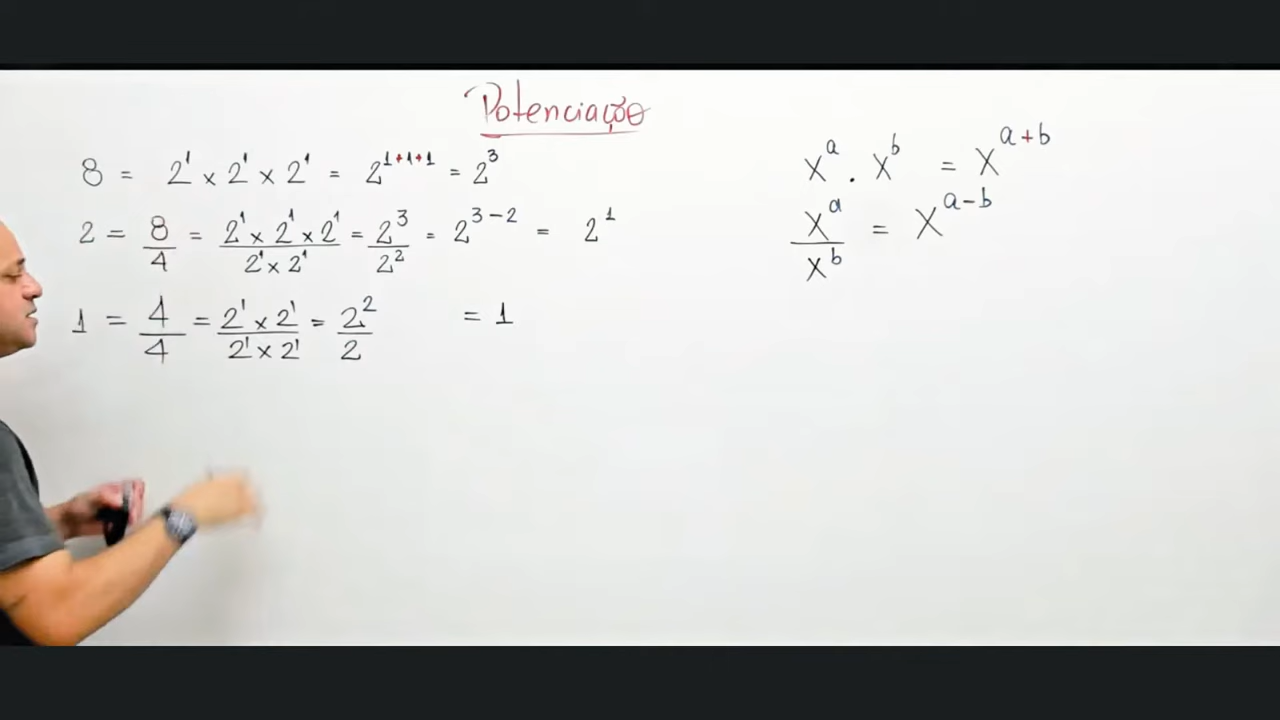 Potenciação
8 = 2¹ × 2¹ × 2¹ = 2¹⁺¹⁺¹ = 2³
2 = 8/4 = (2¹ × 2¹ × 2¹)/(2¹ × 2¹) = 2³/2² = 2³⁻² = 2¹
1 = 4/4 = (2¹ × 2¹)/(2¹ × 2¹) = 2²/2 = 1
xᵃ . xᵇ = xᵃ⁺ᵇ
xᵃ/xᵇ = xᵃ⁻ᵇ